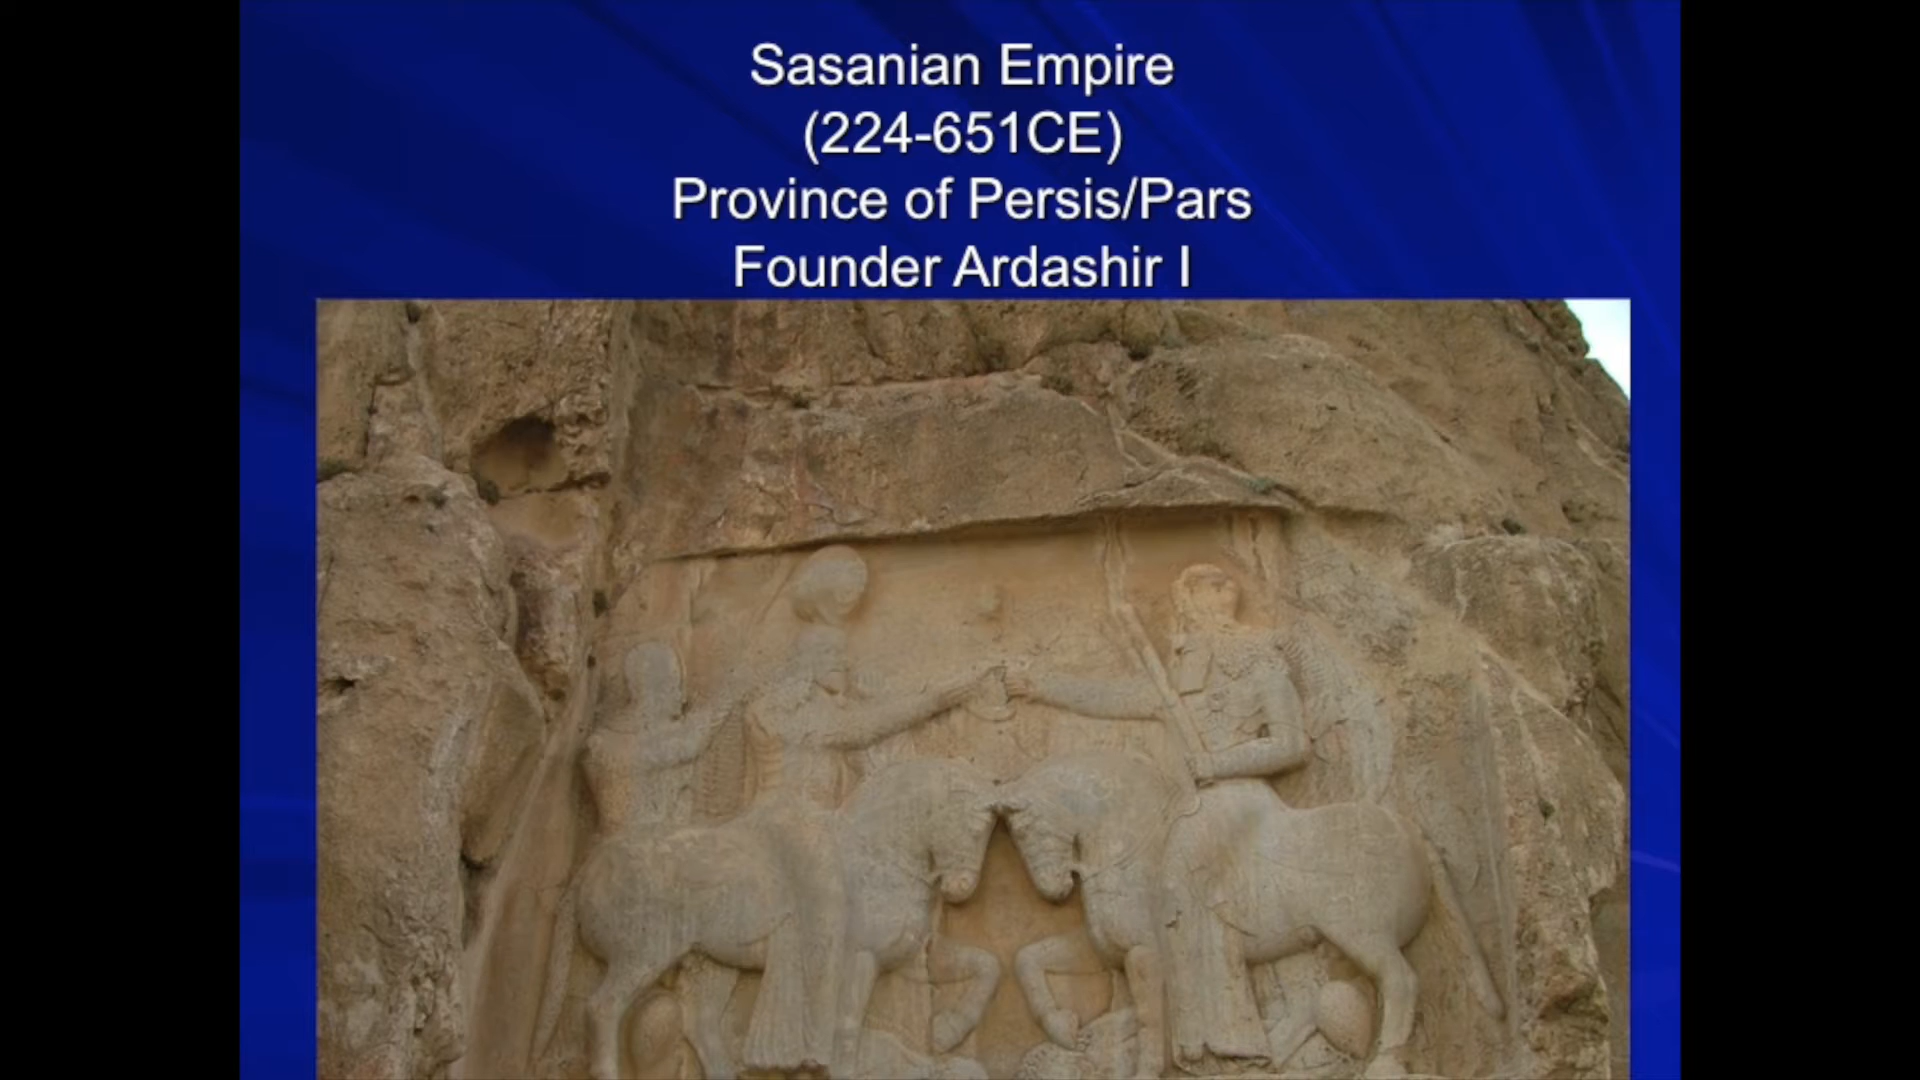 Sasanian Empire
(224-651CE)
Province of Persis/Pars
Founder Ardashir I